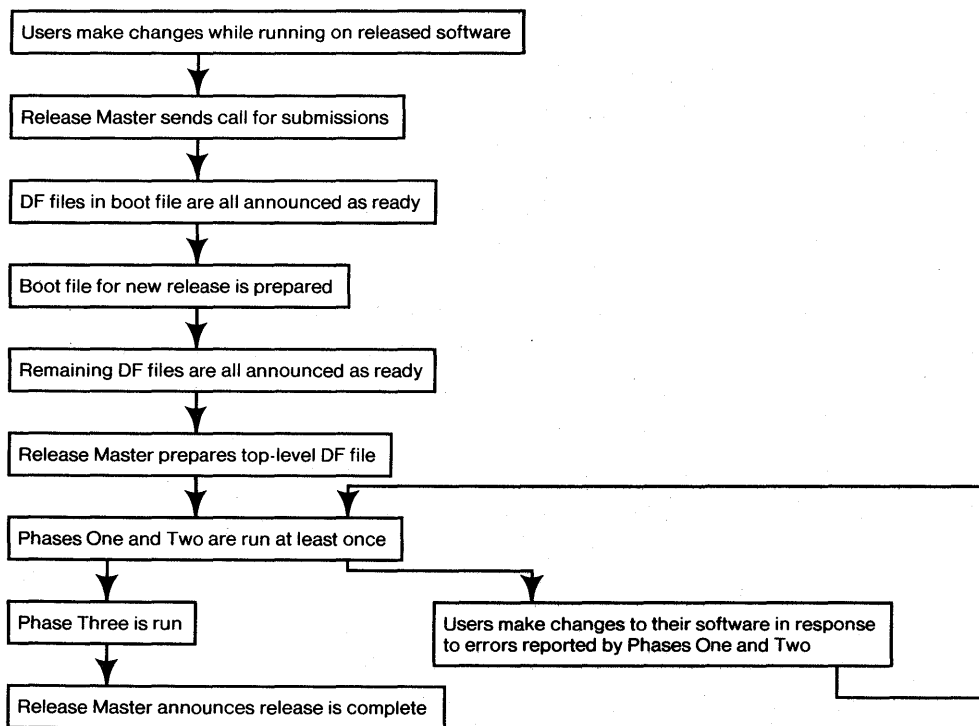 Users make changes while running on released software
Release Master sends call for submissions
DF files in boot file are all announced as ready
Boot file for new release is prepared
Remaining DF files are all announced as ready
Release Master prepares top-level DF file
Phases One and Two are run at least once
Phase Three is run
Users make changes to their software in response
to errors reported by Phases One and Two
Release Master announces release is complete